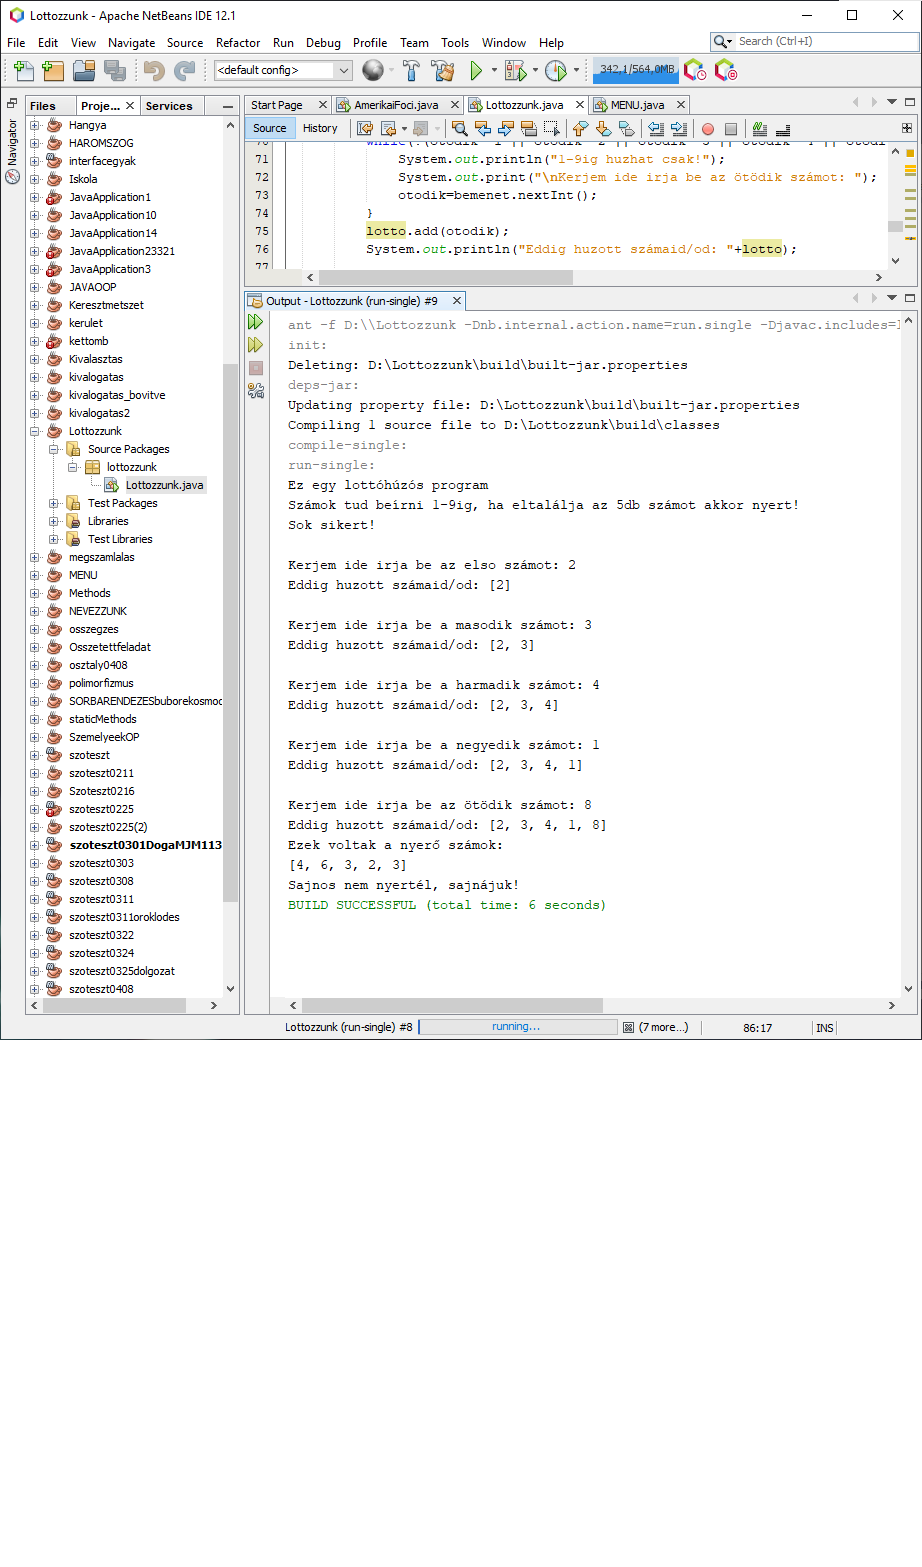 Lottozzunk - Apache NetBeans IDE 12.1
File Edit View Navigate Source Refactor Run Debug Profile Team Tools Window Help
Search (Ctrl+I)
<default config>
342,1/564,0MB
Navigator
Files Proje... Services
Hangya
HAROMSZOG
interfacegyak
Iskola
JavaApplication1
JavaApplication10
JavaApplication14
JavaApplication23321
JavaApplication3
JAVAOOP
Keresztmetszet
kerulet
kettomb
Kivalasztas
kivalogatas
kivalogatas_bovitve
kivalogatas2
Lottozzunk
Source Packages
lottozzunk
Lottozzunk.java
Test Packages
Libraries
Test Libraries
megszamlalas
MENU
Methods
NEVEZZUNK
osszegzes
Osszetettfeladat
osztaly0408
polimorfizmus
SORBARENDEZESbuborekosmod
staticMethods
SzemelyeekOP
szoteszt
szoteszt0211
Szoteszt0216
szoteszt0225
szoteszt0225(2)
szoteszt0301DogaMJM113
szoteszt0303
szoteszt0308
szoteszt0311
szoteszt0311oroklodes
szoteszt0322
szoteszt0324
szoteszt0325dolgozat
szoteszt0408
Start Page AmerikaiFoci.java Lottozzunk.java MENU.java
Source History
71 System.out.println("1-9ig huzhat csak!");
72 System.out.print("\nKerjem ide irja be az ötödik számot: ");
73 otodik=bemenet.nextInt();
74 }
75 lotto.add(otodik);
76 System.out.println("Eddig huzott számaid/od: "+lotto);
77
Output - Lottozzunk (run-single) #9
ant -f D:\\Lottozzunk -Dnb.internal.action.name=run.single -Djavac.includes=
init:
Deleting: D:\Lottozzunk\build\built-jar.properties
deps-jar:
Updating property file: D:\Lottozzunk\build\built-jar.properties
Compiling 1 source file to D:\Lottozzunk\build\classes
compile-single:
run-single:
Ez egy lottóhúzós program
Számok tud beírni 1-9ig, ha eltalálja az 5db számot akkor nyert!
Sok sikert!
Kerjem ide irja be az elso számot: 2
Eddig huzott számaid/od: [2]
Kerjem ide irja be a masodik számot: 3
Eddig huzott számaid/od: [2, 3]
Kerjem ide irja be a harmadik számot: 4
Eddig huzott számaid/od: [2, 3, 4]
Kerjem ide irja be a negyedik számot: 1
Eddig huzott számaid/od: [2, 3, 4, 1]
Kerjem ide irja be az ötödik számot: 8
Eddig huzott számaid/od: [2, 3, 4, 1, 8]
Ezek voltak a nyerő számok:
[4, 6, 3, 2, 3]
Sajnos nem nyertél, sajnájuk!
BUILD SUCCESSFUL (total time: 6 seconds)
Lottozzunk (run-single) #8 running... (7 more...) 86:17 INS